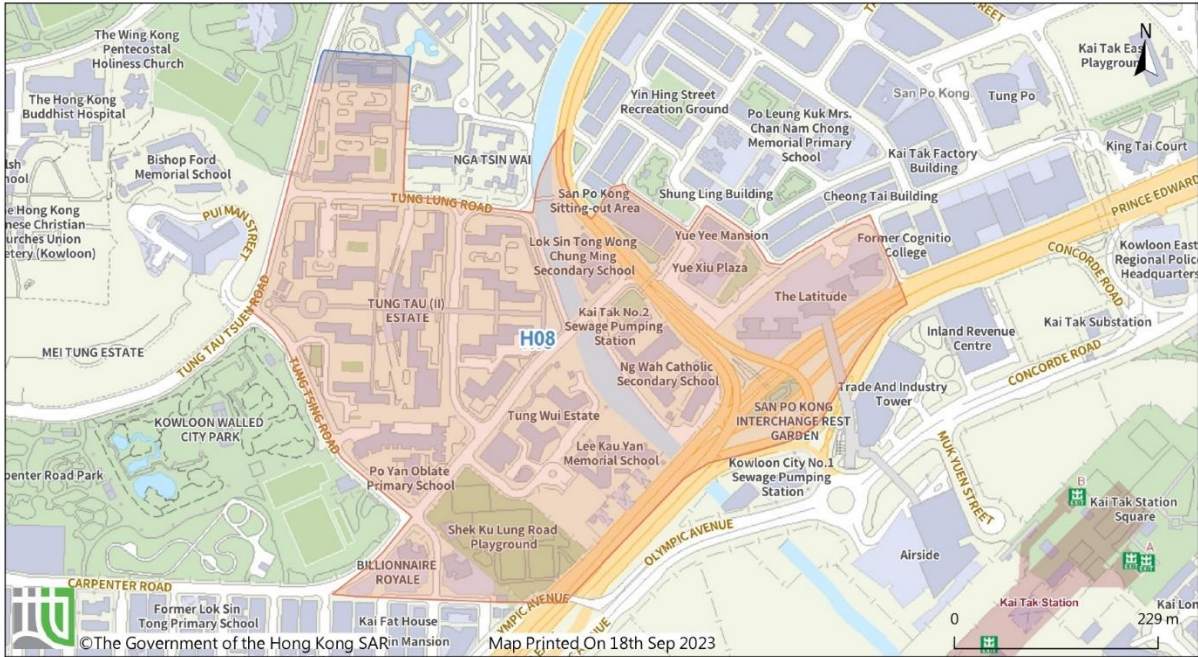 The Wing Kong
Pentecostal
Holiness Church
The Hong Kong
Buddhist Hospital
Bishop Ford
Memorial School
PUI MAN STREET
MEI TUNG ESTATE
TUNG TAU TSUEN ROAD
TUNG TSING ROAD
KOWLOON WALLED
CITY PARK
CARPENTER ROAD
Former Lok Sin
Tong Primary School
NGA TSIN WAI
TUNG LUNG ROAD
TUNG TAU (II)
ESTATE
H08
Tung Wui Estate
Po Yan Oblate
Primary School
Lee Kau Yan
Memorial School
Shek Ku Lung Road
Playground
BILLIONNAIRE
ROYALE
Kai Fat House
San Po Kong
Sitting-out Area
Lok Sin Tong Wong
Chung Ming
Secondary School
Kai Tak No.2
Sewage Pumping
Station
Ng Wah Catholic
Secondary School
Yin Hing Street
Recreation Ground
Po Leung Kuk Mrs.
Chan Nam Chong
Memorial Primary
School
Shung Ling Building
Yue Yee Mansion
Yue Xiu Plaza
The Latitude
SAN PO KONG
INTERCHANGE REST
GARDEN
Kowloon City No.1
Sewage Pumping
Station
OLYMPIC AVENUE
STREET
San Po Kong
Tung Po
Kai Tak Factory
Building
Cheong Tai Building
Former Cognitio
College
N
Kai Tak East
Playground
King Tai Court
PRINCE EDWARD
CONCORDE ROAD
Kowloon East
Regional Police
Headquarters
Kai Tak Substation
Inland Revenue
Centre
CONCORDE ROAD
Trade And Industry
Tower
MUK YUEN STREET
Airside
B
Kai Tak Station
Square
A
Kai Tak Station
0 229 m
©The Government of the Hong Kong SAR
Map Printed On 18th Sep 2023